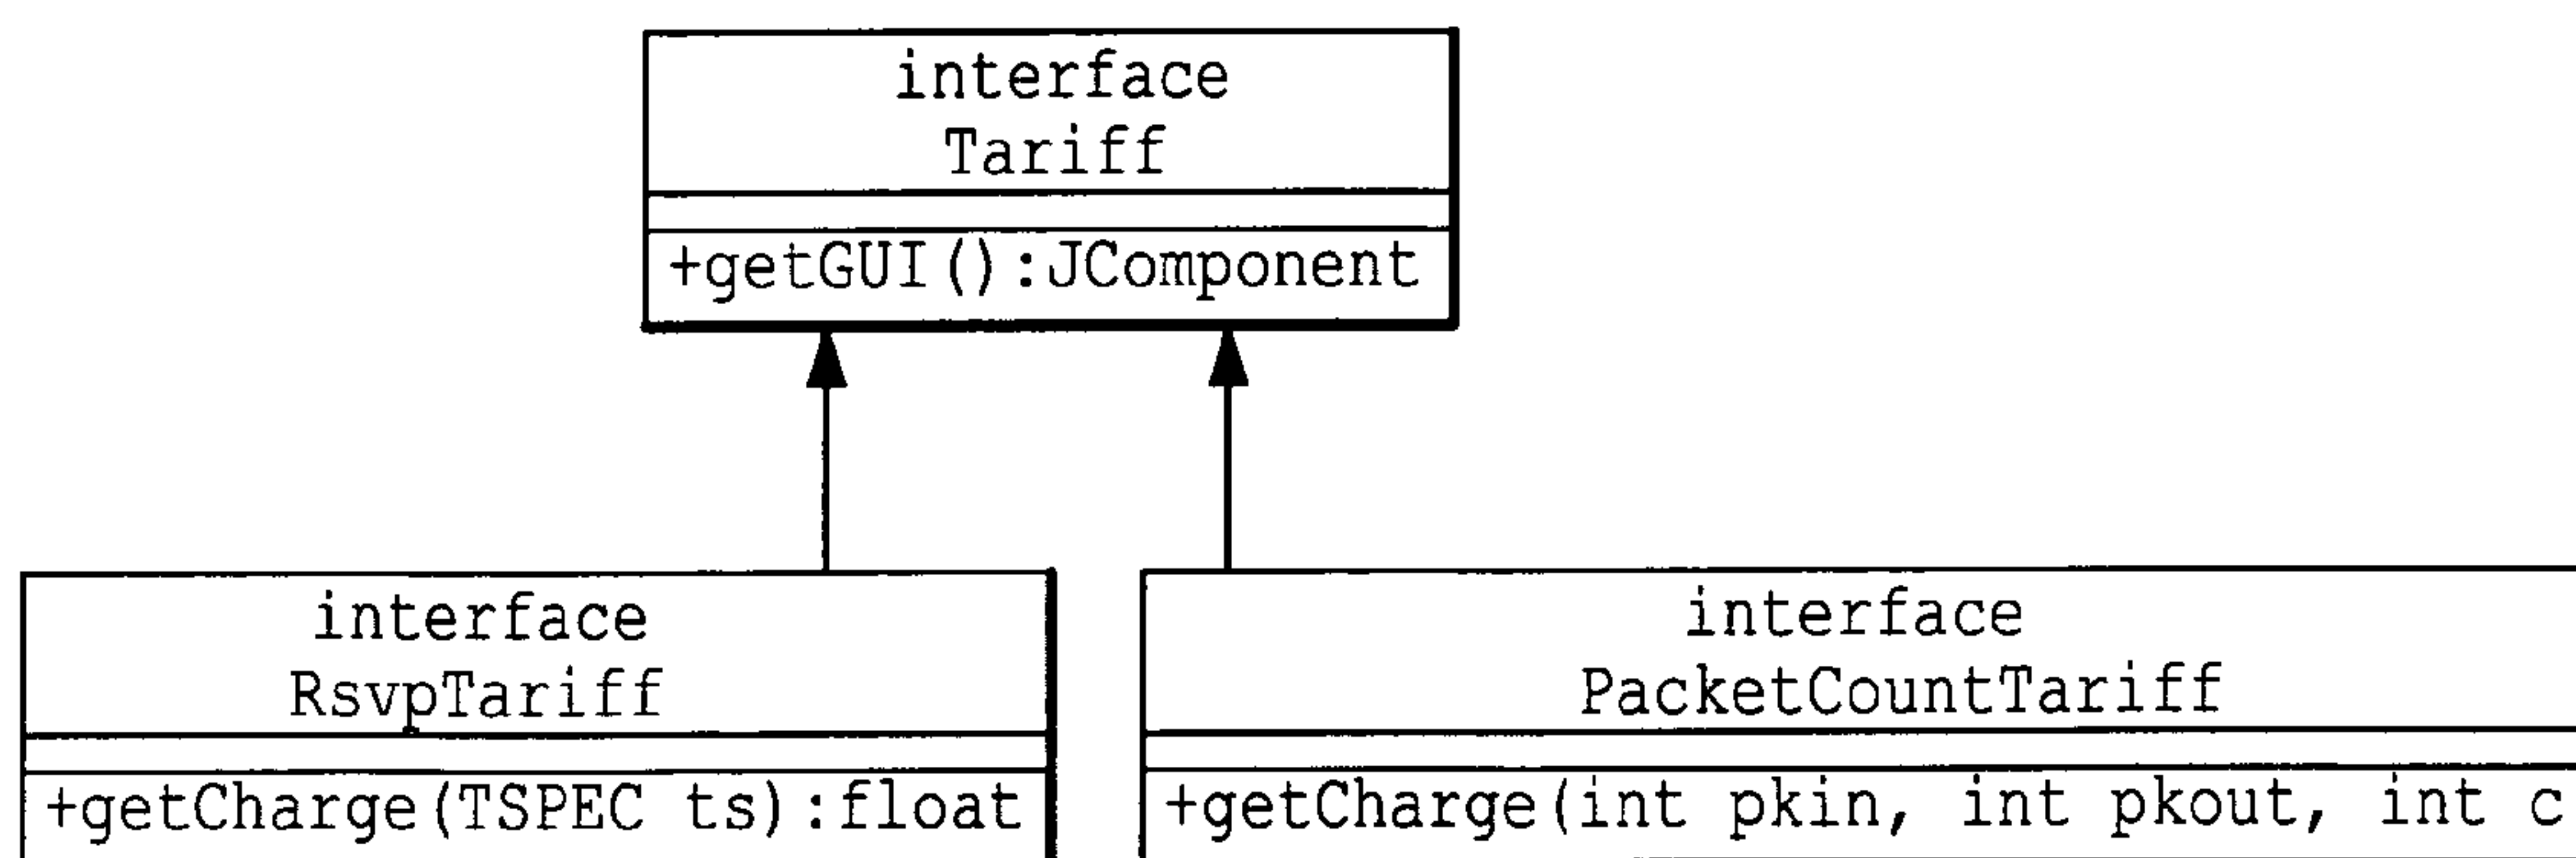 interface
Tariff
+getGUI():JComponent
interface
RsvpTariff
+getCharge(TSPEC ts):float
interface
PacketCountTariff
+getCharge(int pkin, int pkout, int c